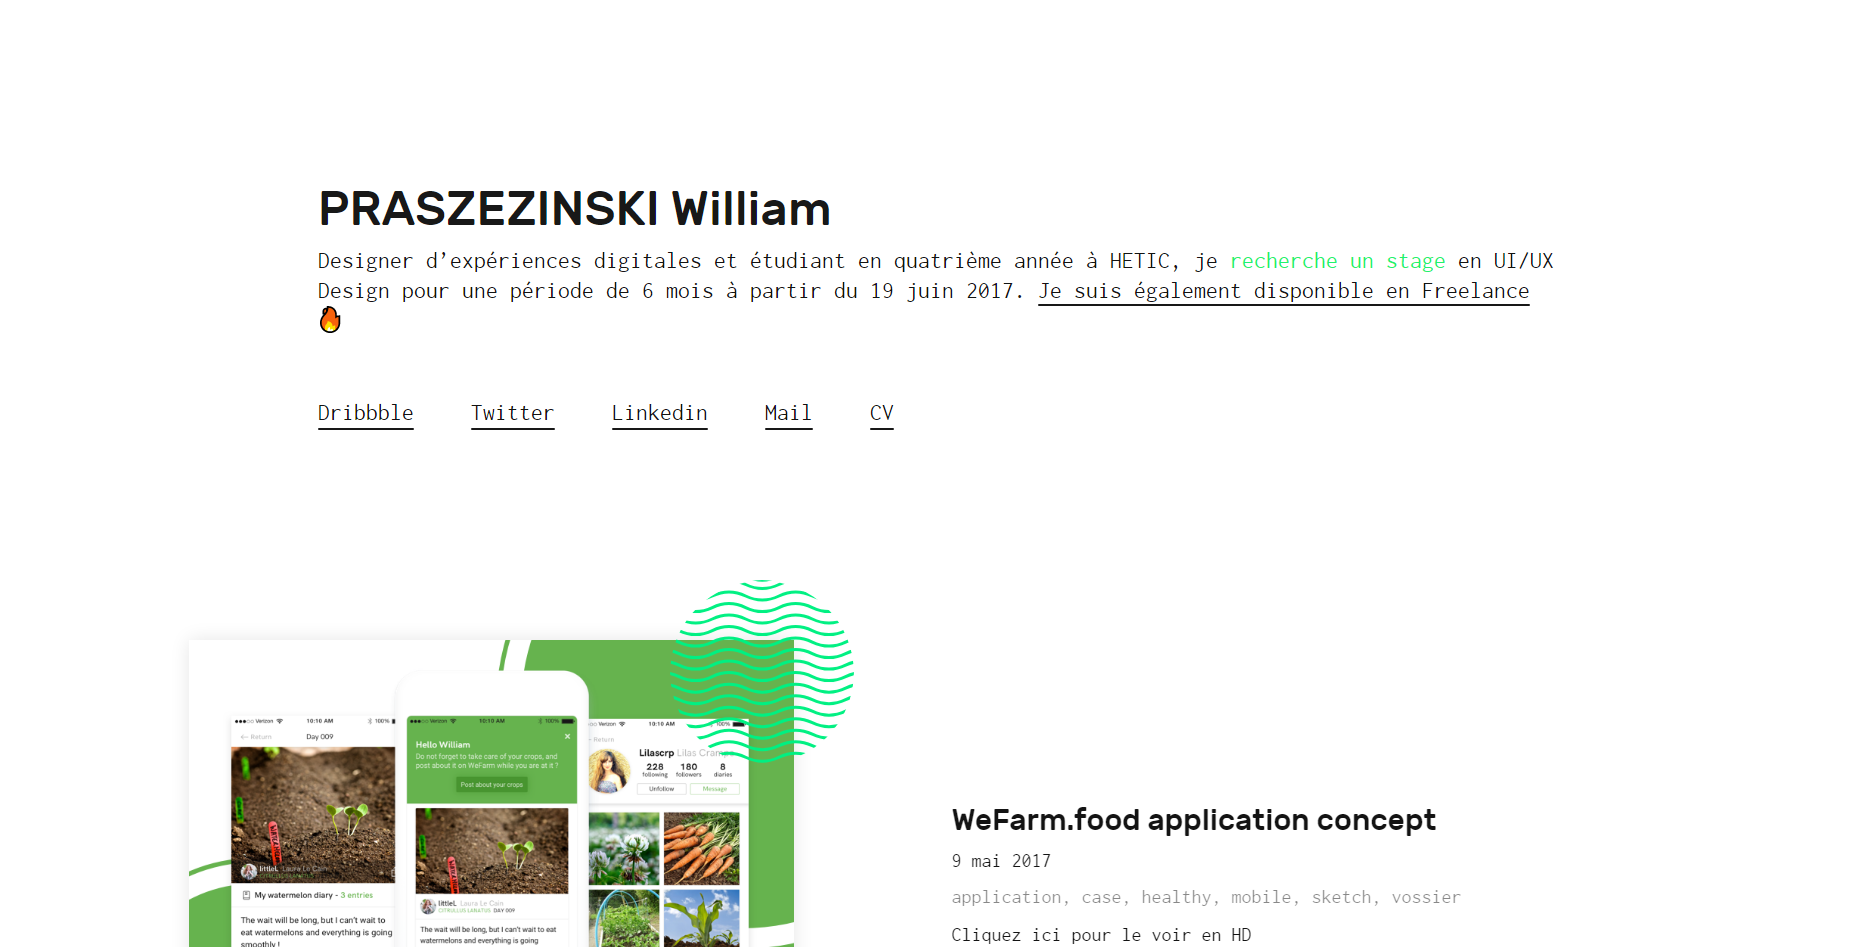 PRASZEZINSKI William
Designer d’expériences digitales et étudiant en quatrième année à HETIC, je recherche un stage en UI/UX
Design pour une période de 6 mois à partir du 19 juin 2017. Je suis également disponible en Freelance
Dribbble Twitter Linkedin Mail CV
Verizon 10:10 AM 100%
Return Day 009
littleL Laura Le Cain
My watermelon diary - 3 entries
The wait will be long, but I can't wait to
eat watermelons and everything is going
smoothly !
Verizon 10:10 AM 100%
Hello William
Do not forget to take care of your crops, and
post about it on WeFarm while you are at it ?
Post about your crops
littleL Laura Le Cain
CITRULLUS LANATUS DAY 009
The wait will be long, but I can't wait to eat
watermelons and everything is going
Verizon 10:10 AM 100%
Return
Lilascrp Lilas
228 180 8
following followers diaries
Unfollow Message
WeFarm.food application concept
9 mai 2017
application, case, healthy, mobile, sketch, vossier
Cliquez ici pour le voir en HD